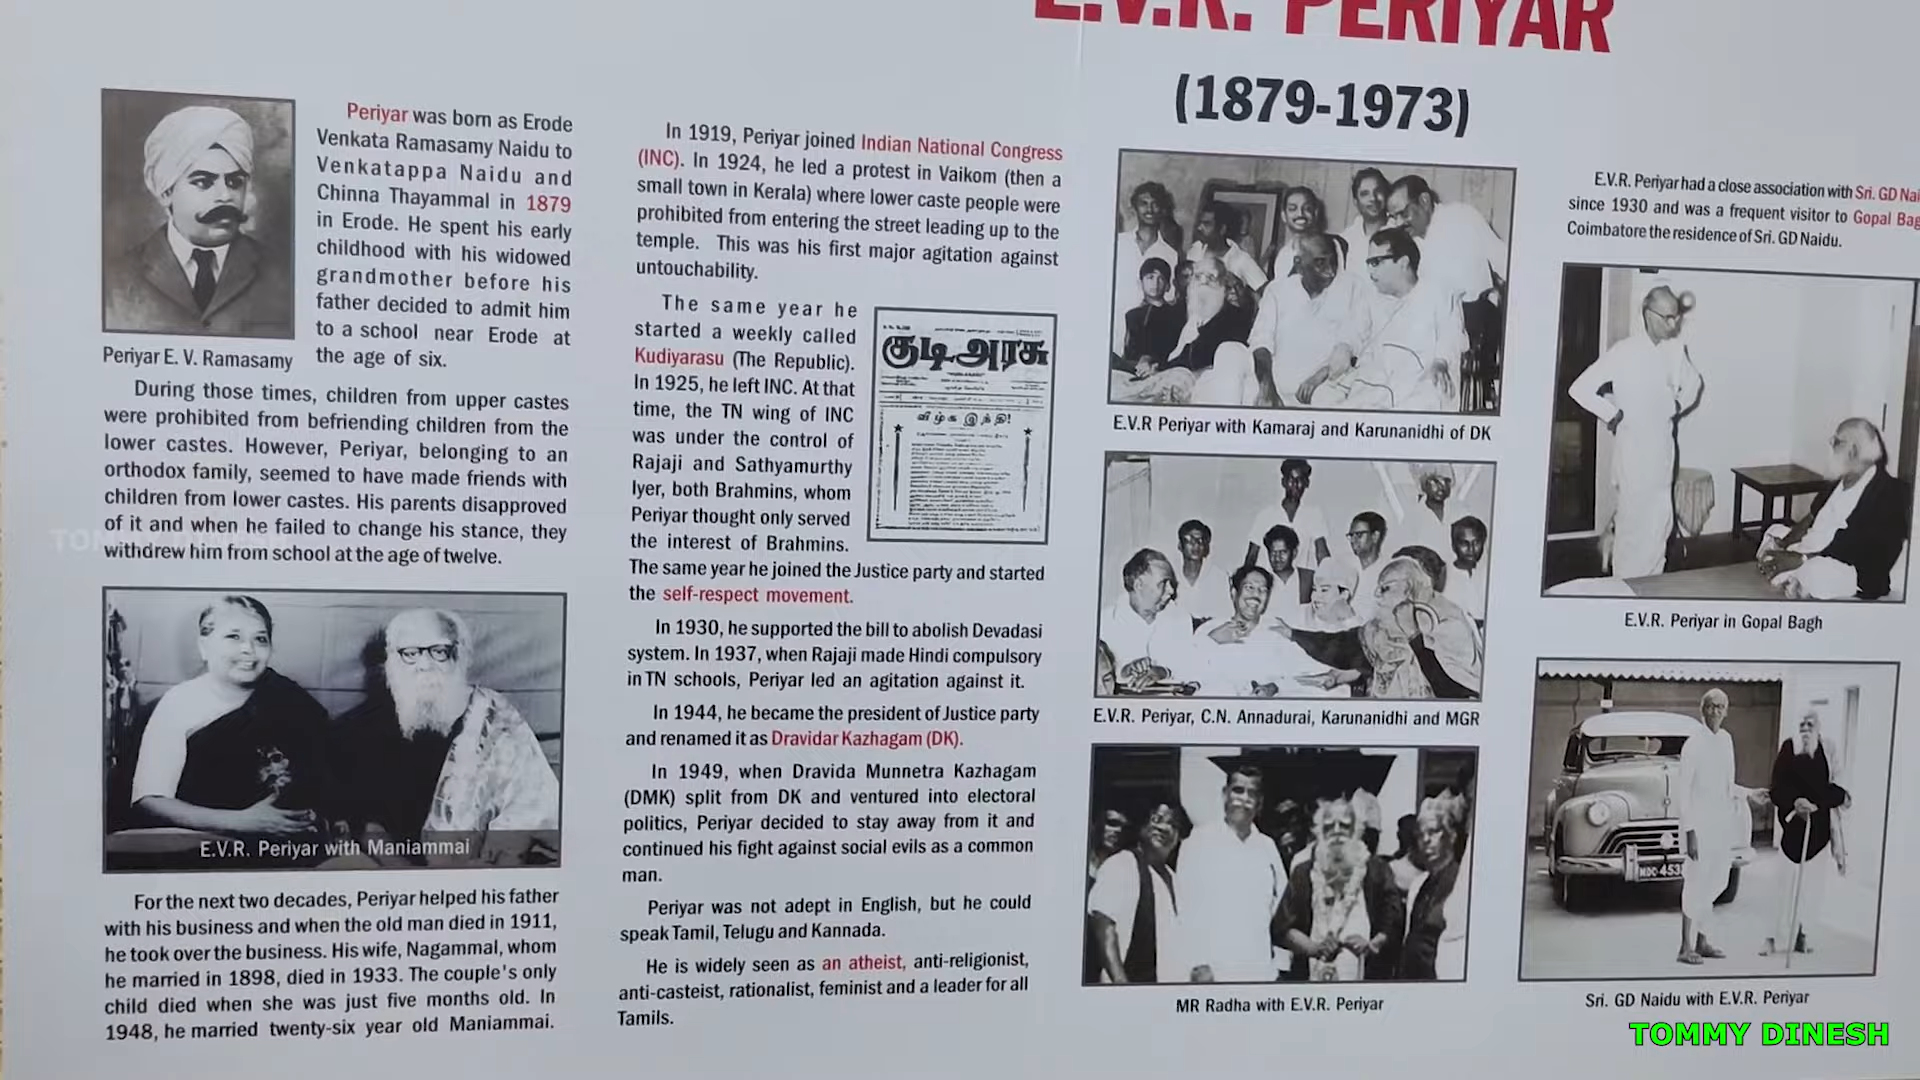 E.V.R. PERIYAR
(1879-1973)
Periyar was born as Erode
Venkata Ramasamy Naidu to
Venkatappa Naidu and
Chinna Thayammal in 1879
in Erode. He spent his early
childhood with his widowed
grandmother before his
father decided to admit him
to a school near Erode at
the age of six.
Periyar E. V. Ramasamy
During those times, children from upper castes
were prohibited from befriending children from the
lower castes. However, Periyar, belonging to an
orthodox family, seemed to have made friends with
children from lower castes. His parents disapproved
of it and when he failed to change his stance, they
withdrew him from school at the age of twelve.
TOMMY DINESH
E.V.R. Periyar with Maniammai
For the next two decades, Periyar helped his father
with his business and when the old man died in 1911,
he took over the business. His wife, Nagammal, whom
he married in 1898, died in 1933. The couple's only
child died when she was just five months old. In
1948, he married twenty-six year old Maniammai.
In 1919, Periyar joined Indian National Congress
(INC). In 1924, he led a protest in Vaikom (then a
small town in Kerala) where lower caste people were
prohibited from entering the street leading up to the
temple. This was his first major agitation against
untouchability.
The same year he
started a weekly called
Kudiyarasu (The Republic).
In 1925, he left INC. At that
time, the TN wing of INC
was under the control of
Rajaji and Sathyamurthy
Iyer, both Brahmins, whom
Periyar thought only served
the interest of Brahmins.
The same year he joined the Justice party and started
the self-respect movement.
குடி அரசு
வீழ்க இந்தி!
In 1930, he supported the bill to abolish Devadasi
system. In 1937, when Rajaji made Hindi compulsory
in TN schools, Periyar led an agitation against it.
In 1944, he became the president of Justice party
and renamed it as Dravidar Kazhagam (DK).
In 1949, when Dravida Munnetra Kazhagam
(DMK) split from DK and ventured into electoral
politics, Periyar decided to stay away from it and
continued his fight against social evils as a common
man.
Periyar was not adept in English, but he could
speak Tamil, Telugu and Kannada.
He is widely seen as an atheist, anti-religionist,
anti-casteist, rationalist, feminist and a leader for all
Tamils.
E.V.R Periyar with Kamaraj and Karunanidhi of DK
E.V.R. Periyar, C.N. Annadurai, Karunanidhi and MGR
MR Radha with E.V.R. Periyar
E.V.R. Periyar had a close association with Sri. GD Nai
since 1930 and was a frequent visitor to Gopal Bag
Coimbatore the residence of Sri. GD Naidu.
E.V.R. Periyar in Gopal Bagh
MDC 453
Sri. GD Naidu with E.V.R. Periyar
TOMMY DINESH